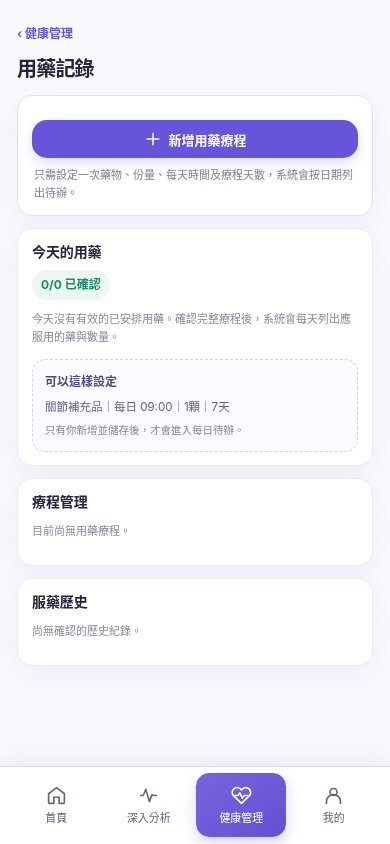 ‹ 健康管理
用藥記錄
＋ 新增用藥療程
只需設定一次藥物、份量、每天時間及療程天數，系統會按日期列
出待辦。
今天的用藥
0/0 已確認
今天沒有有效的已安排用藥。確認完整療程後，系統會每天列出應
服用的藥與數量。
可以這樣設定
關節補充品｜每日 09:00｜1顆｜7天
只有你新增並儲存後，才會進入每日待辦。
療程管理
目前尚無用藥療程。
服藥歷史
尚無確認的歷史紀錄。
首頁 深入分析 健康管理 我的